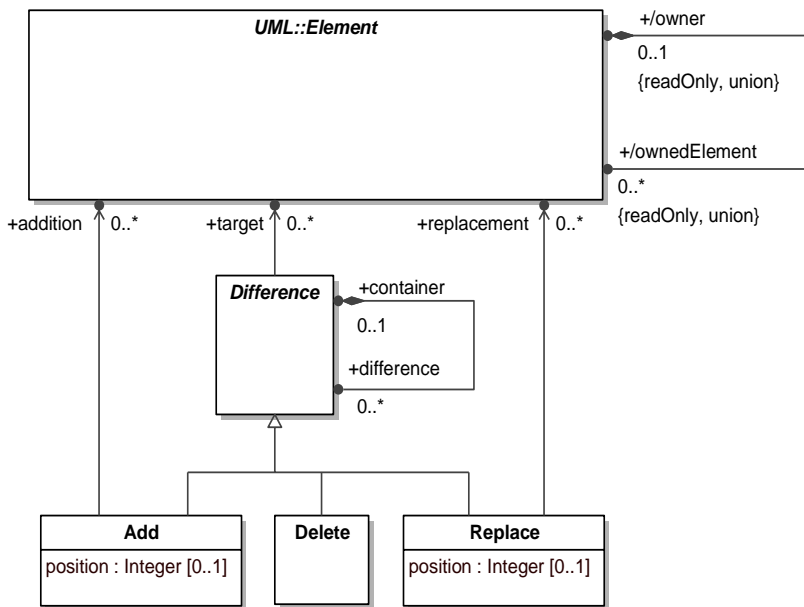 UML::Element
+/owner
0..1
{readOnly, union}
+/ownedElement
0..*
{readOnly, union}
+addition
0..*
+target
0..*
+replacement
0..*
Difference
+container
0..1
+difference
0..*
Add
position : Integer [0..1]
Delete
Replace
position : Integer [0..1]